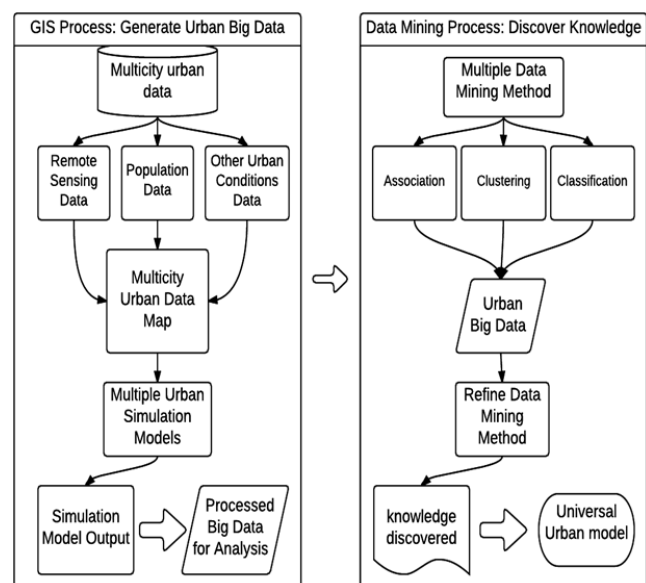 GIS Process: Generate Urban Big Data
Multicity urban
data
Remote
Sensing
Data
Population
Data
Other Urban
Conditions
Data
Multicity
Urban Data
Map
Multiple Urban
Simulation
Models
Simulation
Model Output
Processed
Big Data
for Analysis
Data Mining Process: Discover Knowledge
Multiple Data
Mining Method
Association
Clustering
Classification
Urban
Big Data
Refine Data
Mining
Method
knowledge
discovered
Universal
Urban model